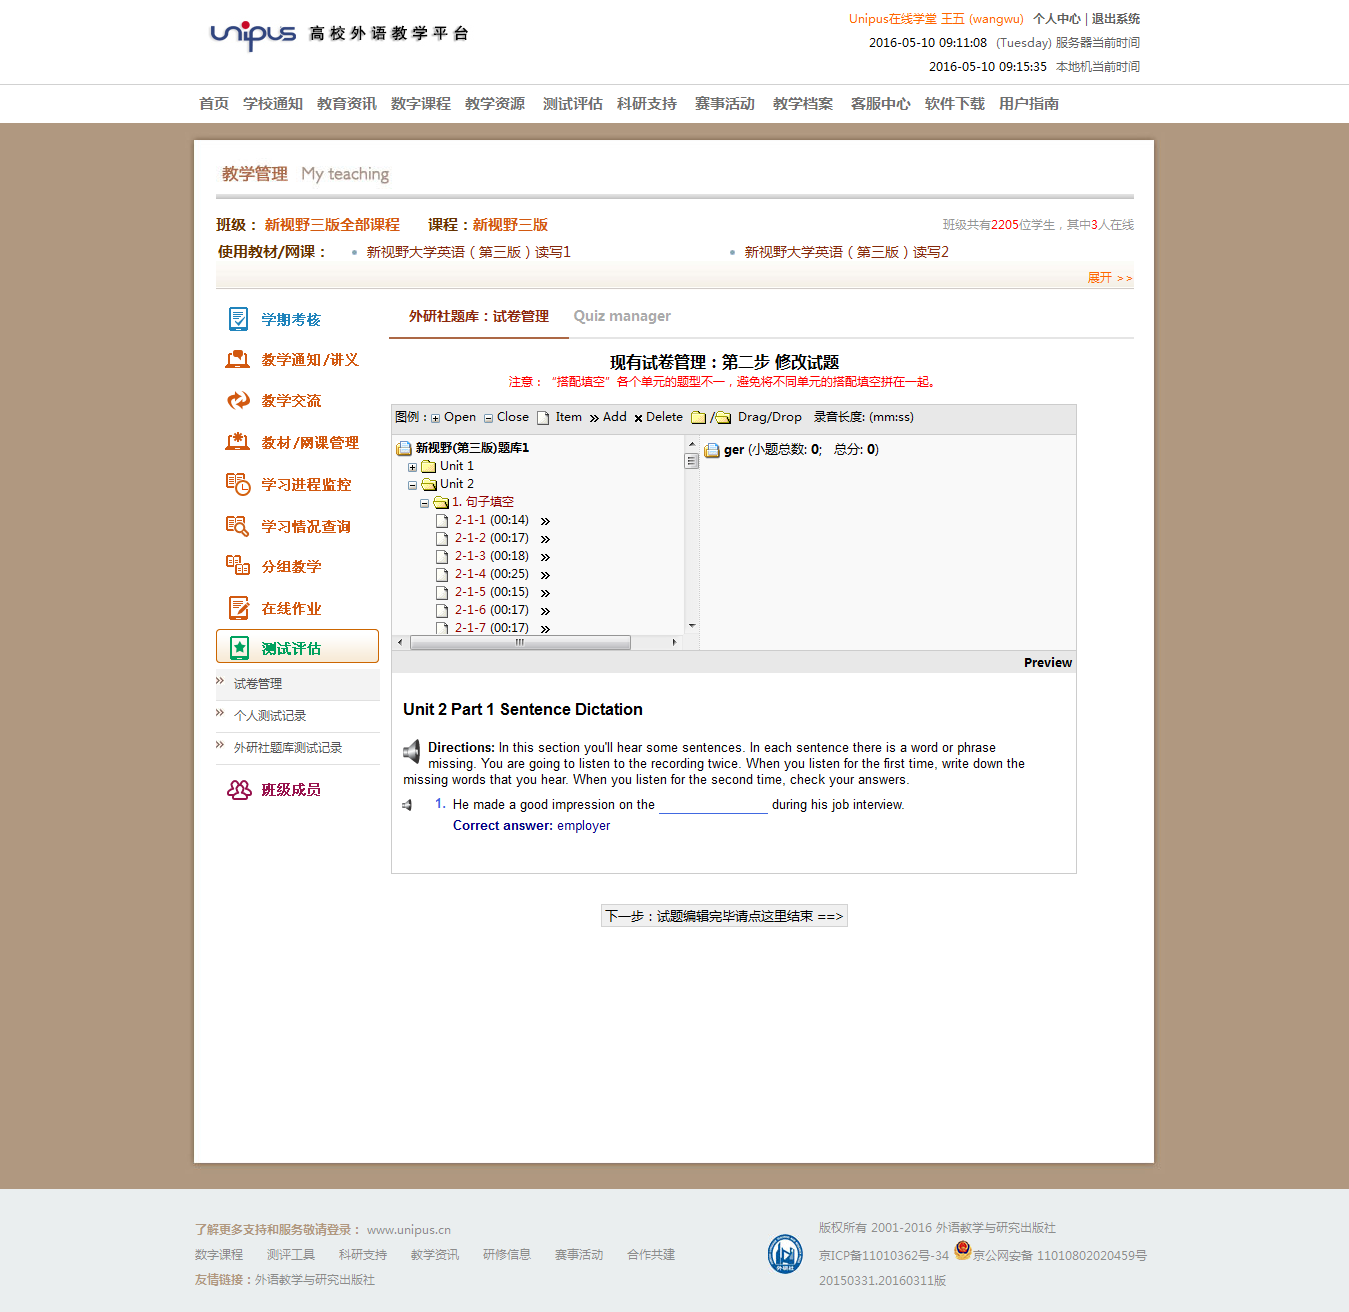 unipus 高校外语教学平台
Unipus在线学堂 王五 (wangwu) 个人中心 | 退出系统
2016-05-10 09:11:08 (Tuesday) 服务器当前时间
2016-05-10 09:15:35 本地机当前时间
首页 学校通知 教育资讯 数字课程 教学资源 测试评估 科研支持 赛事活动 教学档案 客服中心 软件下载 用户指南
教学管理 My teaching
班级： 新视野三版全部课程 课程：新视野三版 班级共有2205位学生，其中3人在线
使用教材/网课： • 新视野大学英语（第三版）读写1 • 新视野大学英语（第三版）读写2
展开 >>
学期考核
教学通知/讲义
教学交流
教材/网课管理
学习进程监控
学习情况查询
分组教学
在线作业
测试评估
» 试卷管理
» 个人测试记录
» 外研社题库测试记录
班级成员
外研社题库：试卷管理 Quiz manager
现有试卷管理：第二步 修改试题
注意：“搭配填空”各个单元的题型不一，避免将不同单元的搭配填空拼在一起。
图例： Open Close Item » Add × Delete / Drag/Drop 录音长度: (mm:ss)
新视野(第三版)题库1
Unit 1
Unit 2
1. 句子填空
2-1-1 (00:14) »
2-1-2 (00:17) »
2-1-3 (00:18) »
2-1-4 (00:25) »
2-1-5 (00:15) »
2-1-6 (00:17) »
2-1-7 (00:17) »
ger (小题总数: 0; 总分: 0)
Preview
Unit 2 Part 1 Sentence Dictation
Directions: In this section you'll hear some sentences. In each sentence there is a word or phrase
missing. You are going to listen to the recording twice. When you listen for the first time, write down the
missing words that you hear. When you listen for the second time, check your answers.
1. He made a good impression on the ________ during his job interview.
Correct answer: employer
下一步：试题编辑完毕请点这里结束 ==>
了解更多支持和服务敬请登录： www.unipus.cn
数字课程 测评工具 科研支持 教学资讯 研修信息 赛事活动 合作共建
友情链接：外语教学与研究出版社
外研社
版权所有 2001-2016 外语教学与研究出版社
京ICP备11010362号-34 京公网安备 11010802020459号
20150331.20160311版